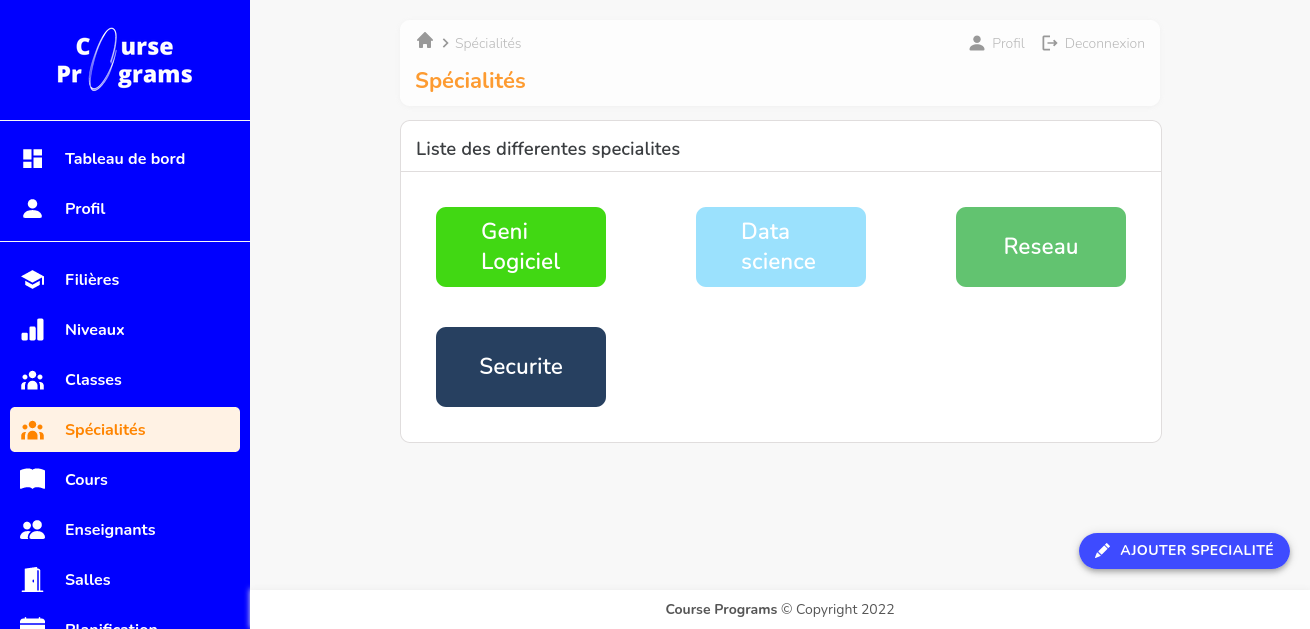 Course
Programs
Tableau de bord
Profil
Filières
Niveaux
Classes
Spécialités
Cours
Enseignants
Salles
Planification
Spécialités
Profil
Deconnexion
Spécialités
Liste des differentes specialites
Geni
Logiciel
Data
science
Reseau
Securite
AJOUTER SPECIALITÉ
Course Programs © Copyright 2022